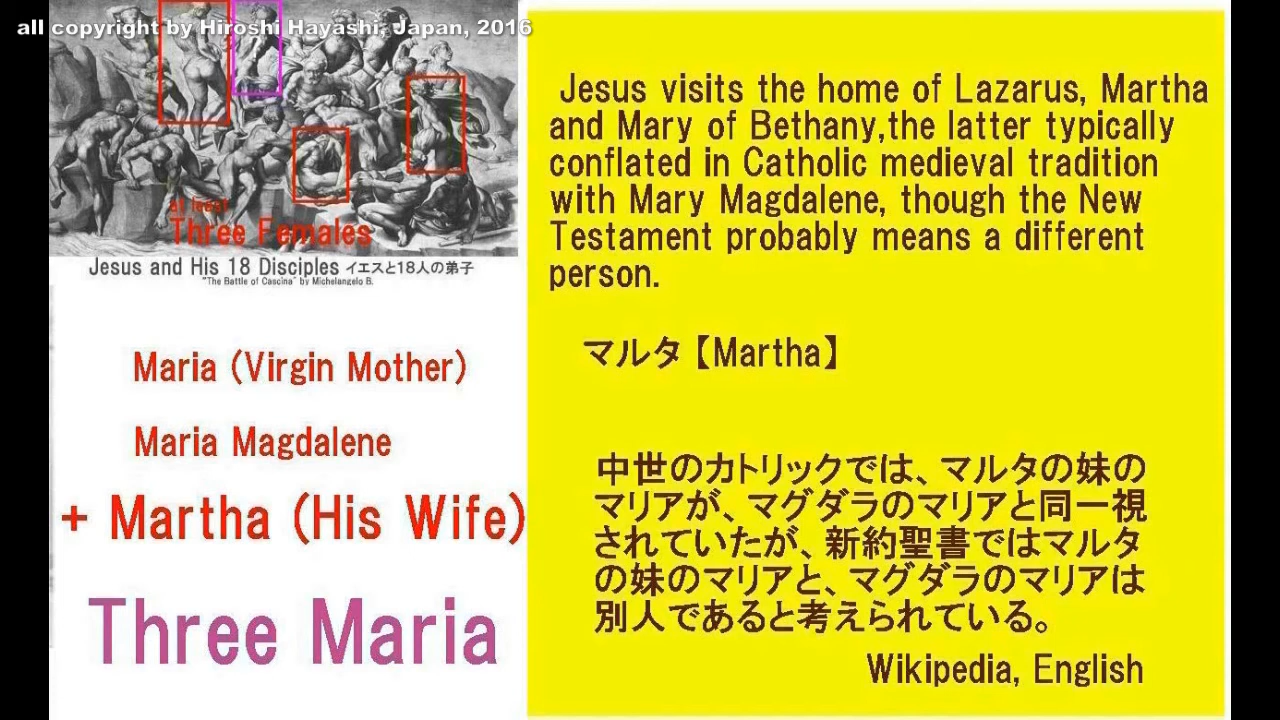 all copyright by Hiroshi Hayashi, Japan, 2016
at least
Three Females
Jesus and His 18 Disciples イエスと18人の弟子
"The Battle of Cascina" by Michelangelo B.
Maria (Virgin Mother)
Maria Magdalene
+ Martha (His Wife)
Three Maria
Jesus visits the home of Lazarus, Martha
and Mary of Bethany,the latter typically
conflated in Catholic medieval tradition
with Mary Magdalene, though the New
Testament probably means a different
person.
マルタ【Martha】
中世のカトリックでは、マルタの妹の
マリアが、マグダラのマリアと同一視
されていたが、新約聖書ではマルタ
の妹のマリアと、マグダラのマリアは
別人であると考えられている。
Wikipedia, English